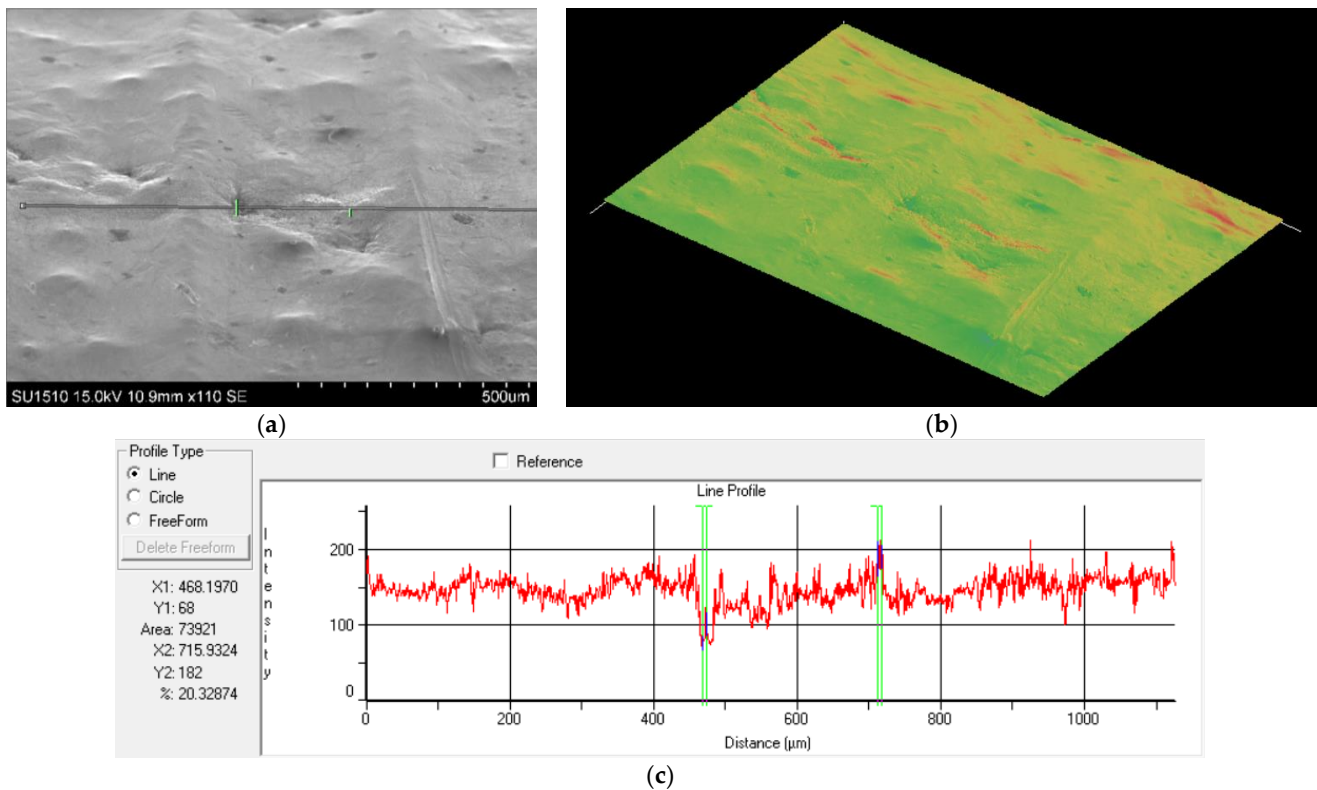 SU1510 15.0kV 10.9mm x110 SE 500um
(a)
(b)
Profile Type
Line
Circle
FreeForm
Delete Freeform
X1: 468.1970
Y1: 68
Area: 73921
X2: 715.9324
Y2: 182
%: 20.32874
Reference
Line Profile
Intensity
200
100
0
0 200 400 600 800 1000
Distance (µm)
(c)